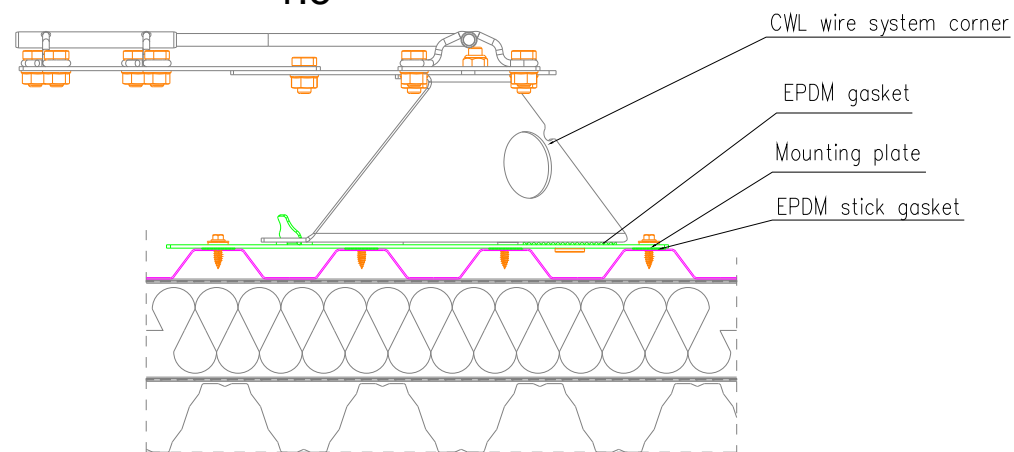 CWL wire system corner
EPDM gasket
Mounting plate
EPDM stick gasket